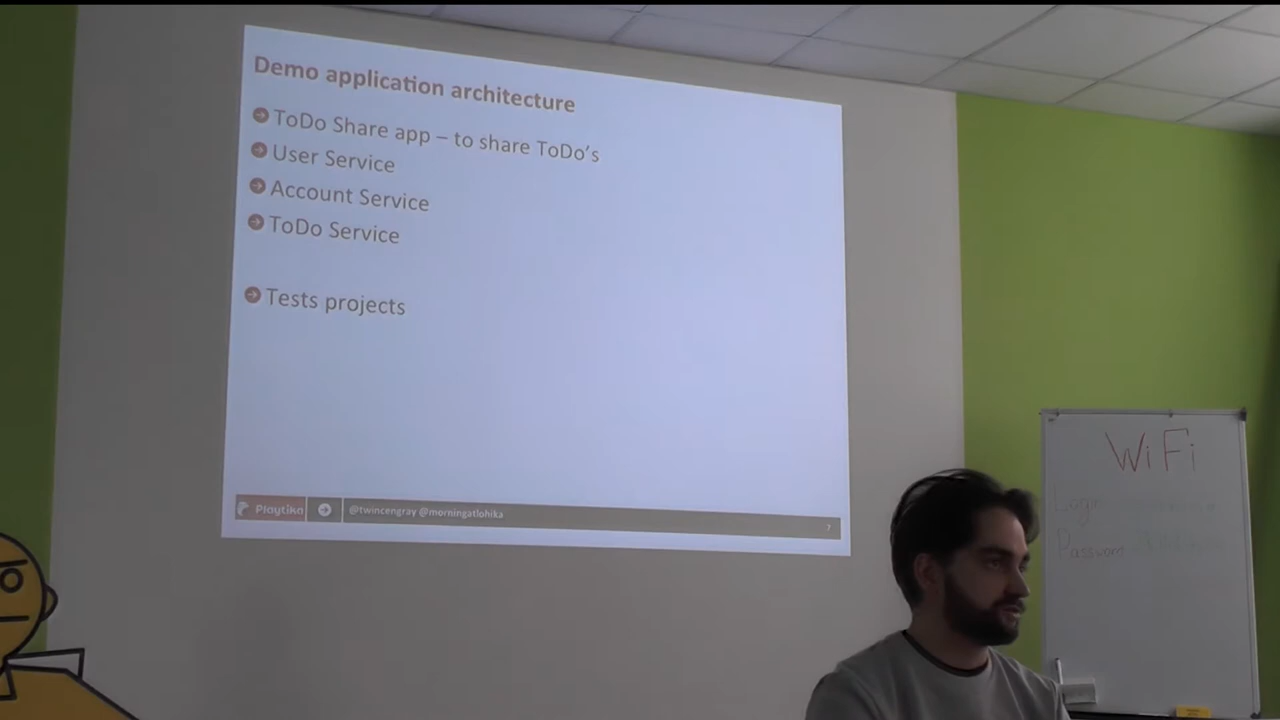 Demo application architecture
ToDo Share app – to share ToDo's
User Service
Account Service
ToDo Service
Tests projects
Playtika
@twincengray @morningatlohika
7
WiFi
Login
Password